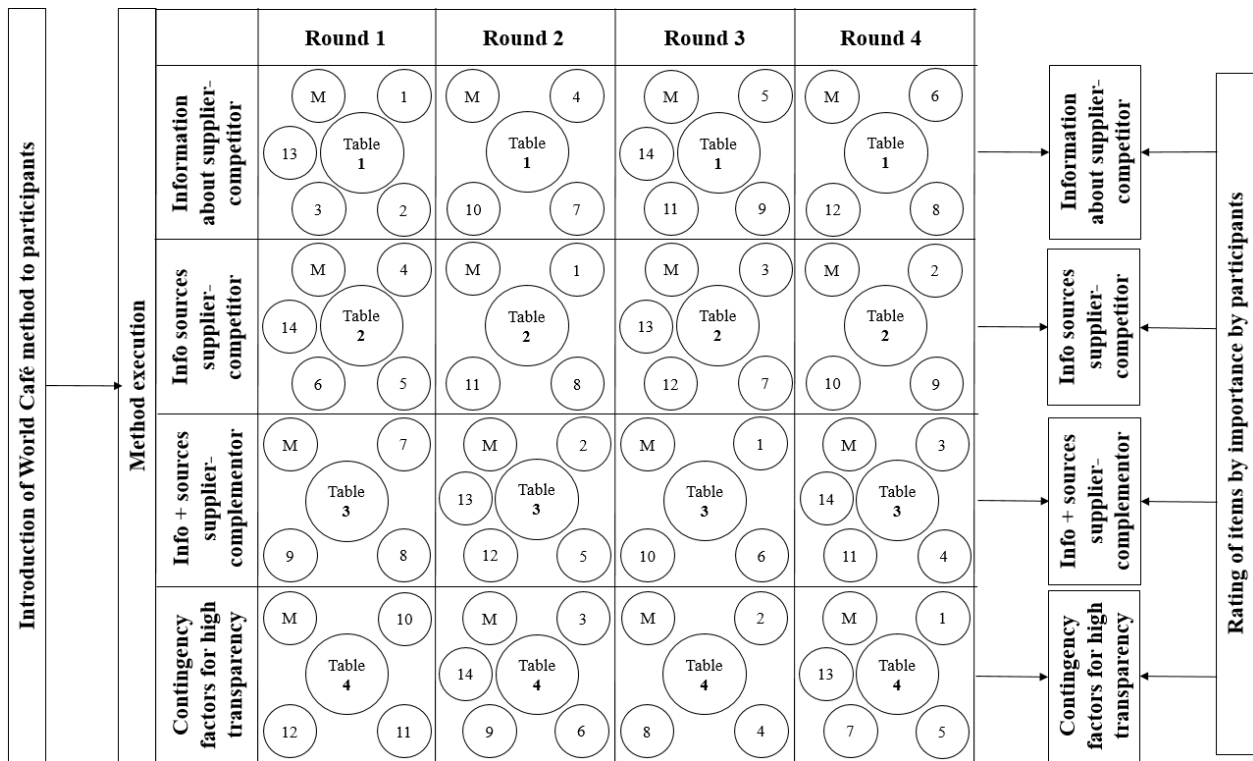 Introduction of World Café method to participants
Method execution
Round 1
Round 2
Round 3
Round 4
Information
about supplier-
competitor
M
1
13
Table
1
3
2
M
4
Table
1
10
7
M
5
14
Table
1
11
9
M
6
Table
1
12
8
Information
about supplier-
competitor
Info sources
supplier-
competitor
M
4
14
Table
2
6
5
M
1
Table
2
11
8
M
3
13
Table
2
12
7
M
2
Table
2
10
9
Info sources
supplier-
competitor
Info + sources
supplier-
complementor
M
7
Table
3
9
8
M
2
13
Table
3
12
5
M
1
Table
3
10
6
M
3
14
Table
3
11
4
Info + sources
supplier-
complementor
Contingency
factors for high
transparency
M
10
Table
4
12
11
M
3
14
Table
4
9
6
M
2
Table
4
8
4
M
1
13
Table
4
7
5
Contingency
factors for high
transparency
Rating of items by importance by participants